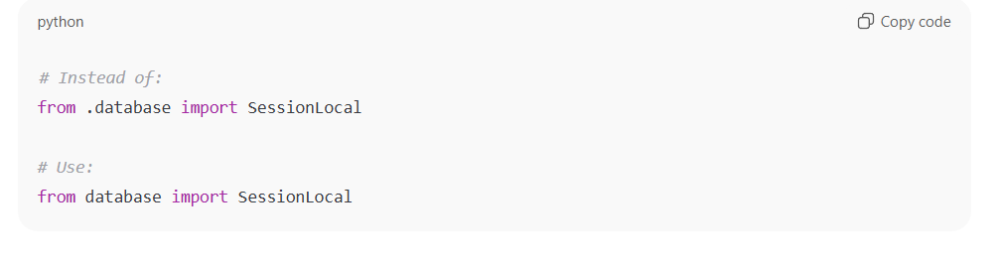 python
Copy code
# Instead of:
from .database import SessionLocal
# Use:
from database import SessionLocal